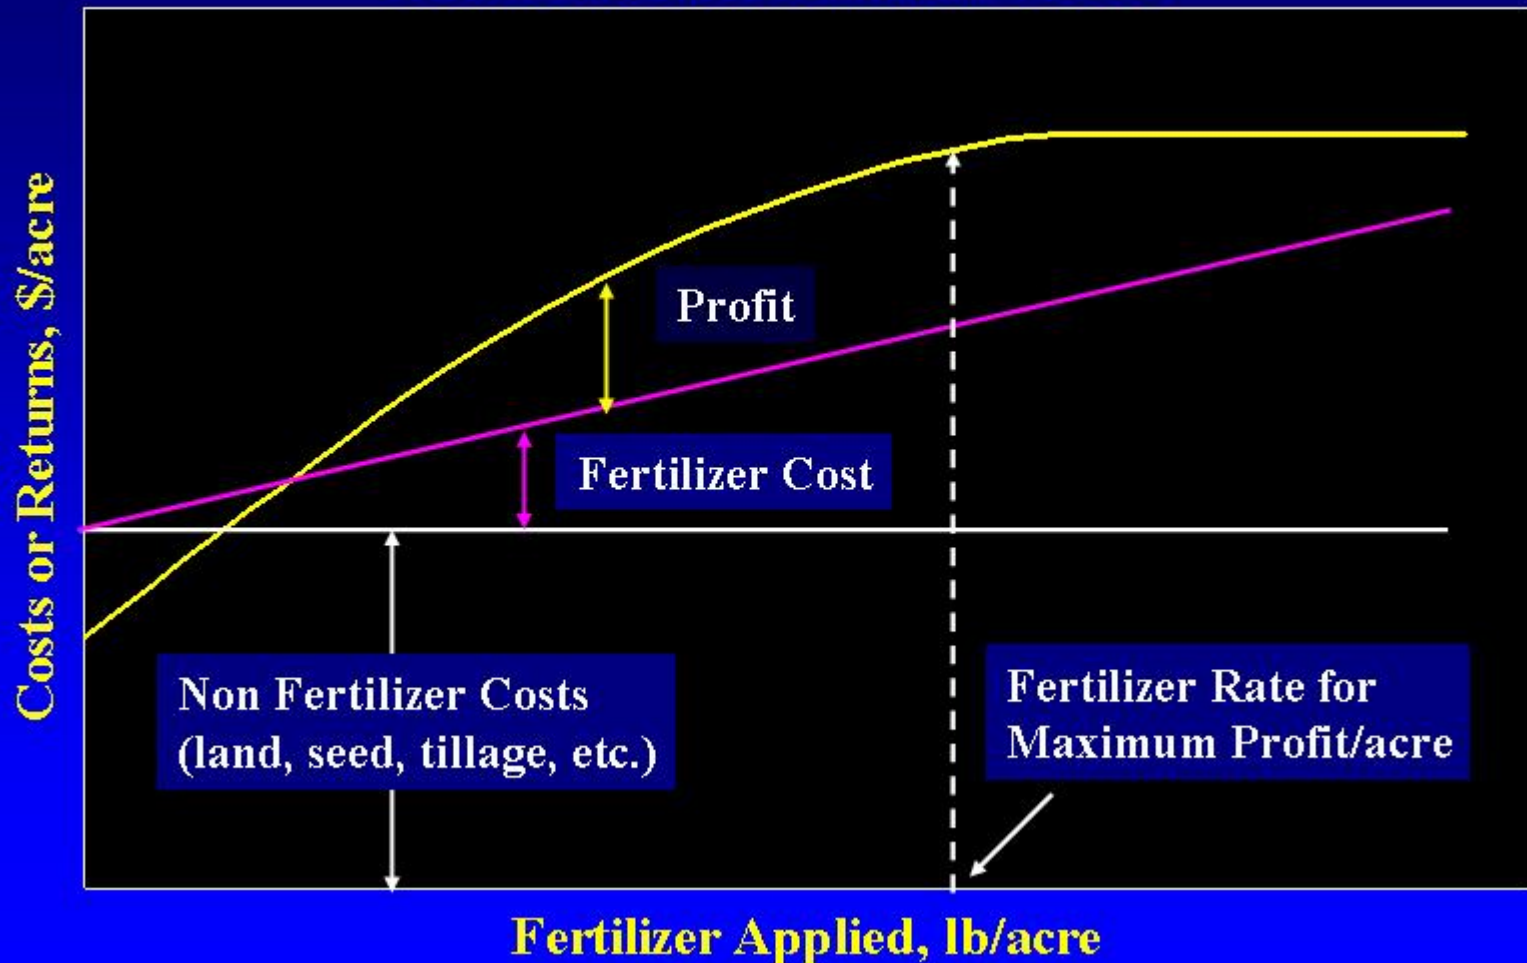 Costs or Returns, $/acre
Profit
Fertilizer Cost
Non Fertilizer Costs
(land, seed, tillage, etc.)
Fertilizer Rate for
Maximum Profit/acre
Fertilizer Applied, lb/acre